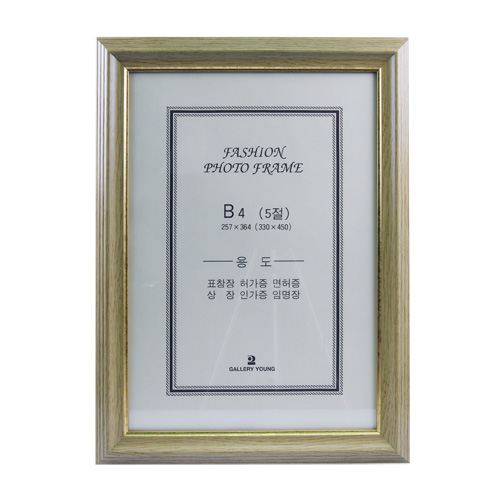 FASHION
PHOTO FRAME
B4 (5절)
257×364 (330×450)
용 도
표창장 허가증 면허증
상 장 인가증 임명장
2
GALLERY YOUNG